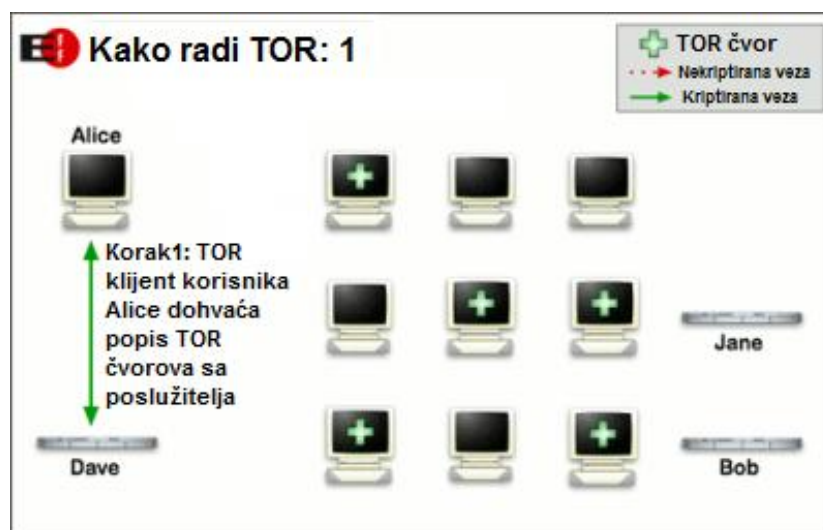 EFF
Kako radi TOR: 1
TOR čvor
Nekriptirana veza
Kriptirana veza
Alice
Korak1: TOR
klijent korisnika
Alice dohvaća
popis TOR
čvorova sa
poslužitelja
Jane
Dave
Bob